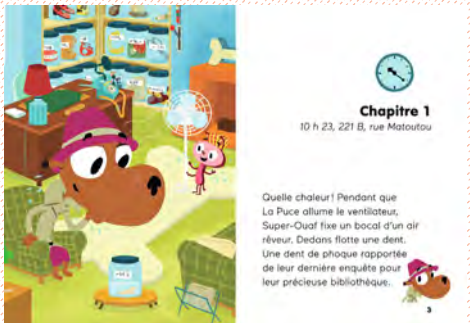 Chapitre 1
10 h 23, 221 B, rue Matoutou
Quelle chaleur! Pendant que
La Puce allume le ventilateur,
Super-Ouaf fixe un bocal d'un air
rêveur. Dedans flotte une dent.
Une dent de phoque rapportée
de leur dernière enquête pour
leur précieuse bibliothèque.
3